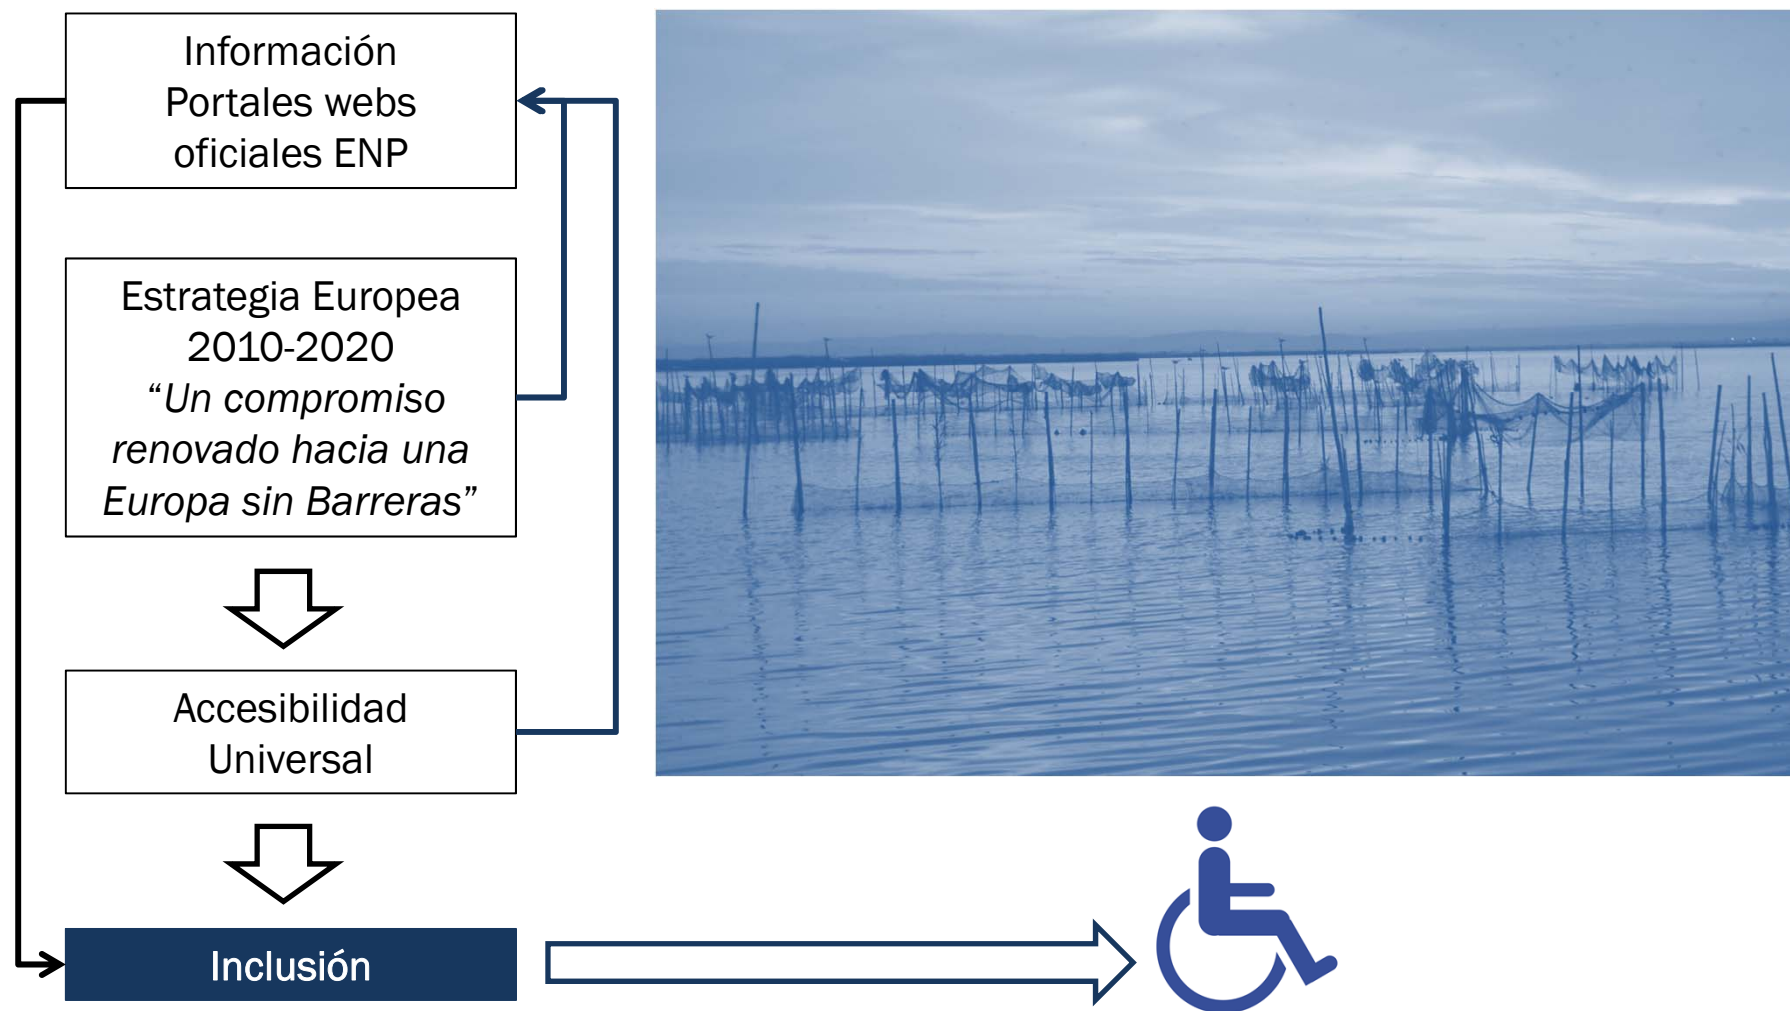 Información
Portales webs
oficiales ENP
Estrategia Europea
2010-2020
“Un compromiso
renovado hacia una
Europa sin Barreras”
Accesibilidad
Universal
Inclusión